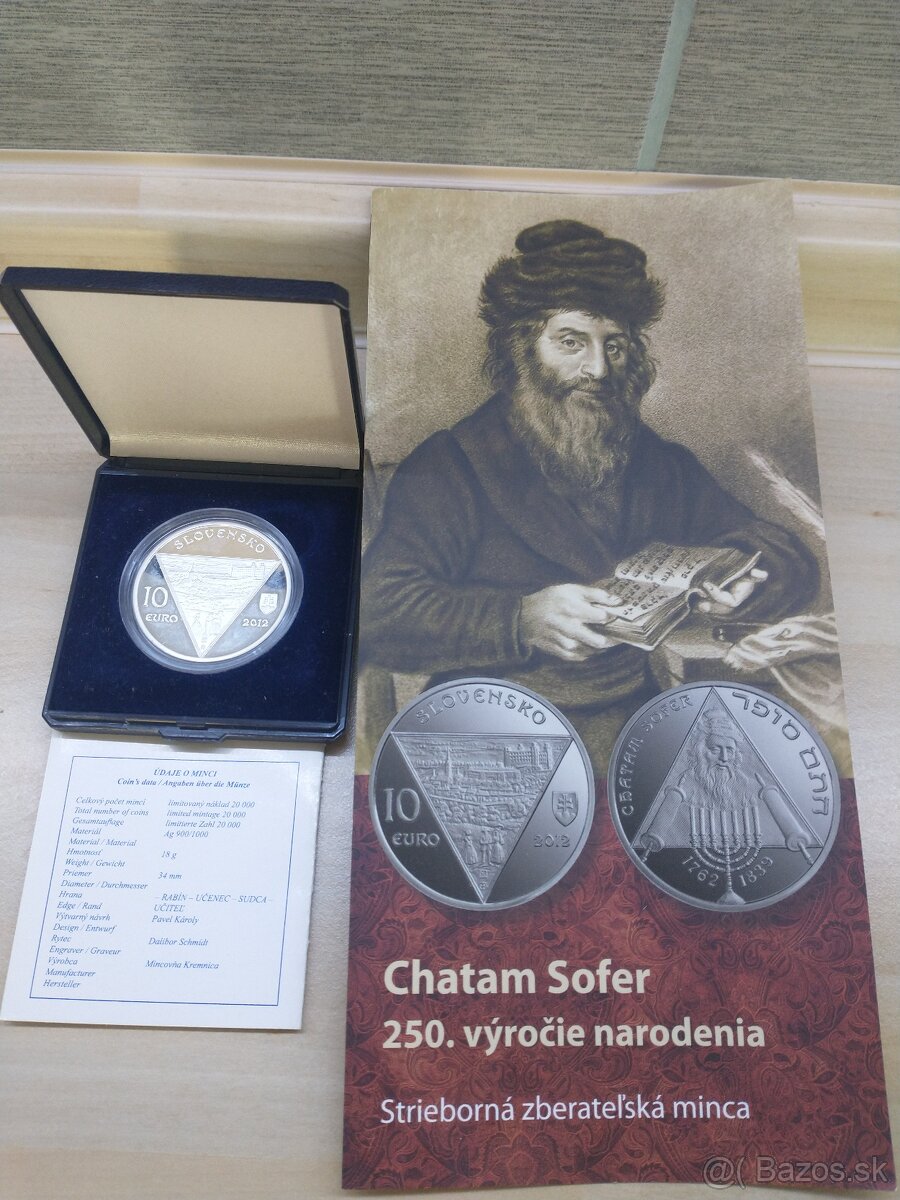 SLOVENSKO
10
EURO
2012
ÚDAJE O MINCI
Coin's data / Angaben über die Münze
Celkový počet mincí limitovaný náklad 20 000
Total number of coins limited mintage 20 000
Gesamtauflage limitierte Zahl 20 000
Materiál Ag 900/1000
Material / Material
Hmotnosť 18 g
Weight / Gewicht
Priemer 34 mm
Diameter / Durchmesser
Hrana – RABÍN – UČENEC – SUDCA –
Edge / Rand UČITEĽ
Výtvarný návrh Pavel Károly
Design / Entwurf
Rytec Dalibor Schmidt
Engraver / Graveur
Výrobca Mincovňa Kremnica
Manufacturer
Hersteller
SLOVENSKO
10
EURO
2012
CHATAM SOFER
חתם סופר
1762 1839
Chatam Sofer
250. výročie narodenia
Strieborná zberateľská minca
@( Bazos.sk